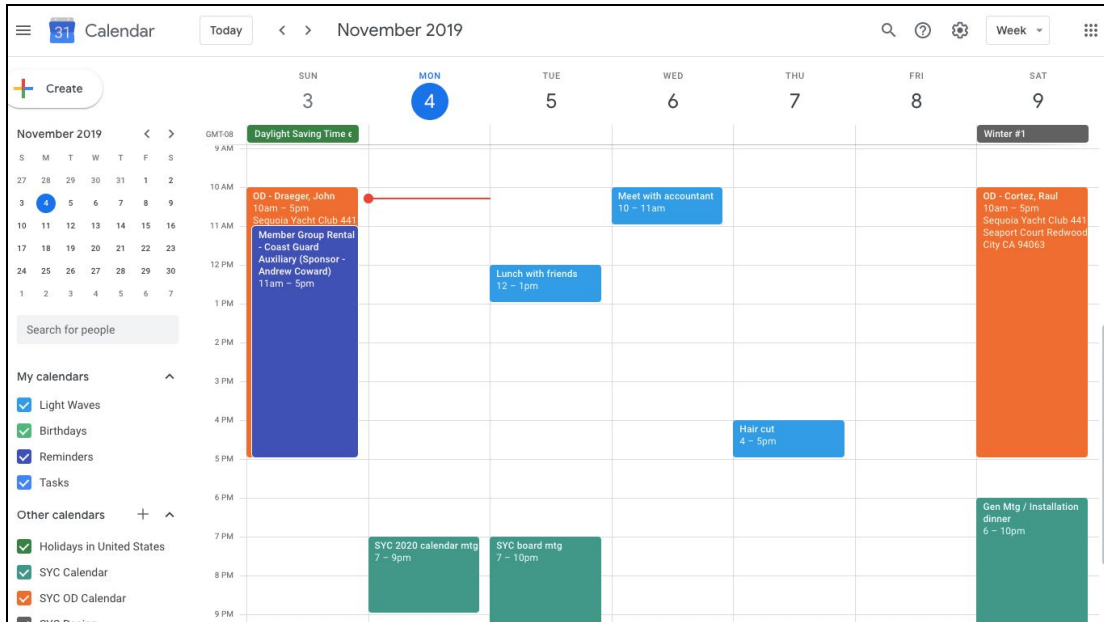 31 Calendar Today November 2019 Week
Create
November 2019
S M T W T F S
27 28 29 30 31 1 2
3 4 5 6 7 8 9
10 11 12 13 14 15 16
17 18 19 20 21 22 23
24 25 26 27 28 29 30
1 2 3 4 5 6 7
Search for people
My calendars
Light Waves
Birthdays
Reminders
Tasks
Other calendars
Holidays in United States
SYC Calendar
SYC OD Calendar
SUN MON TUE WED THU FRI SAT
3 4 5 6 7 8 9
GMT-08
Daylight Saving Time e
Winter #1
9 AM
10 AM
11 AM
12 PM
1 PM
2 PM
3 PM
4 PM
5 PM
6 PM
7 PM
8 PM
9 PM
OD - Draeger, John
10am – 5pm
Sequoia Yacht Club 441
Member Group Rental
- Coast Guard
Auxiliary (Sponsor -
Andrew Coward)
11am – 5pm
SYC 2020 calendar mtg
7 – 9pm
Lunch with friends
12 – 1pm
SYC board mtg
7 – 10pm
Meet with accountant
10 – 11am
Hair cut
4 – 5pm
OD - Cortez, Raul
10am – 5pm
Sequoia Yacht Club 441
Seaport Court Redwood
City CA 94063
Gen Mtg / Installation
dinner
6 – 10pm